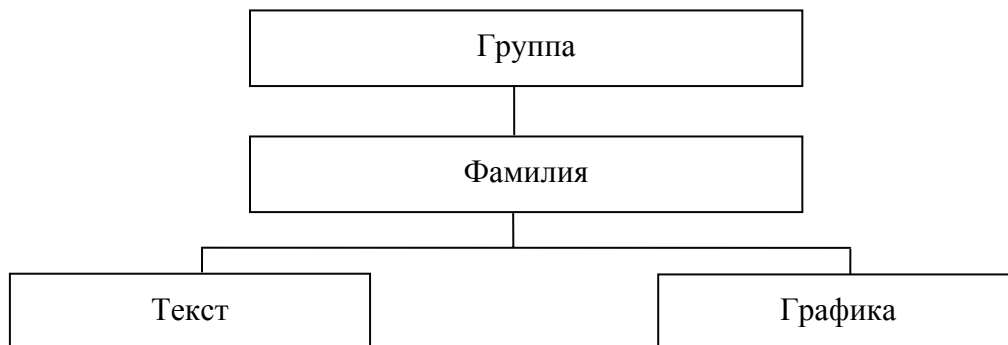 Группа
Фамилия
Текст
Графика